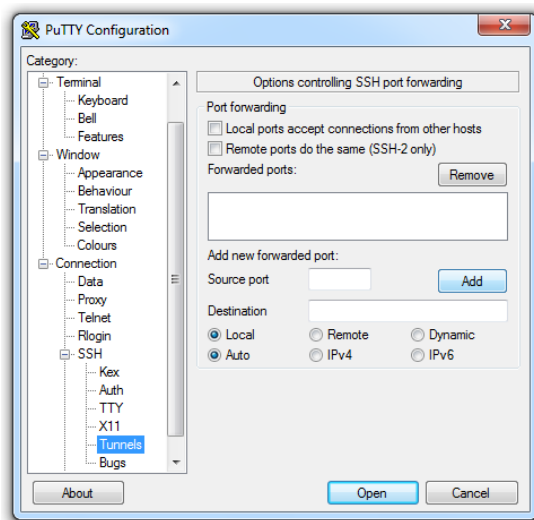 PuTTY Configuration
X
Category:
Terminal
Keyboard
Bell
Features
Window
Appearance
Behaviour
Translation
Selection
Colours
Connection
Data
Proxy
Telnet
Rlogin
SSH
Kex
Auth
TTY
X11
Tunnels
Bugs
Options controlling SSH port forwarding
Port forwarding
Local ports accept connections from other hosts
Remote ports do the same (SSH-2 only)
Forwarded ports: Remove
Add new forwarded port:
Source port Add
Destination
Local Remote Dynamic
Auto IPv4 IPv6
About Open Cancel